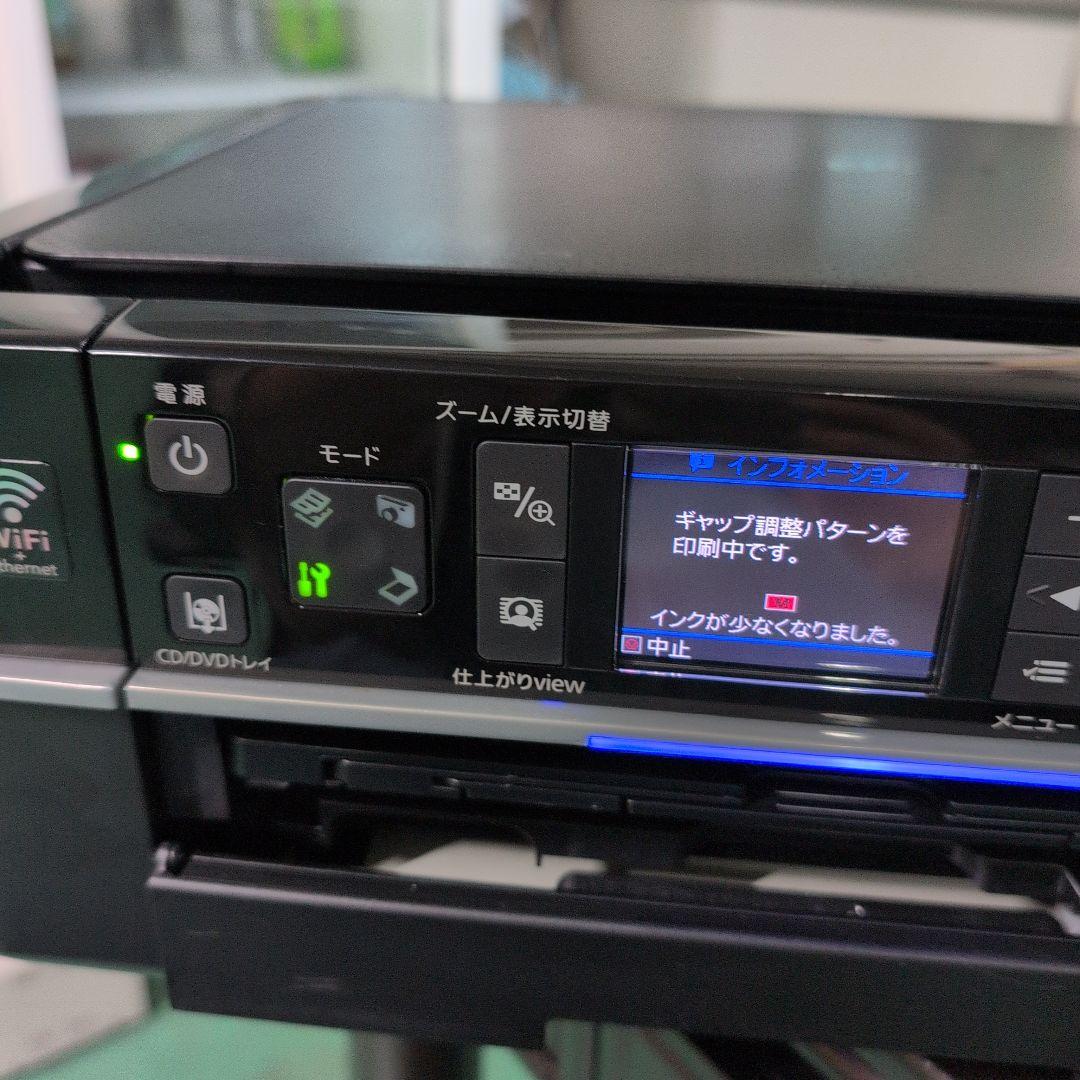 電源
WiFi
+
thernet
モード
CD/DVDトレイ
ズーム/表示切替
仕上がりview
インフォメーション
ギャップ調整パターンを
印刷中です。
インクが少なくなりました。
中止
メニュー